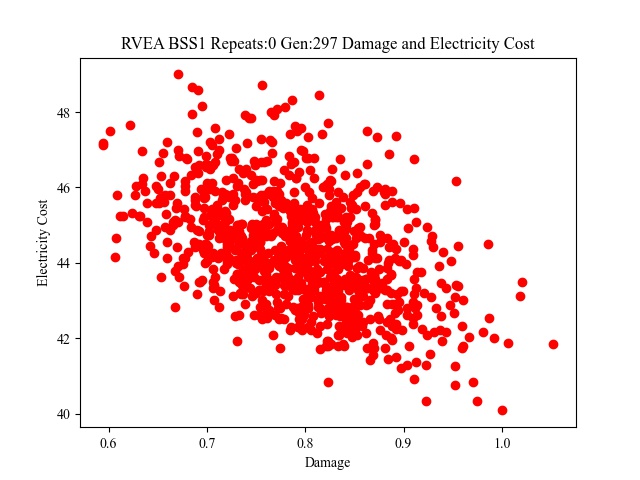 RVEA BSS1 Repeats:0 Gen:297 Damage and Electricity Cost
48
46
44
42
40
Electricity Cost
0.6 0.7 0.8 0.9 1.0
Damage